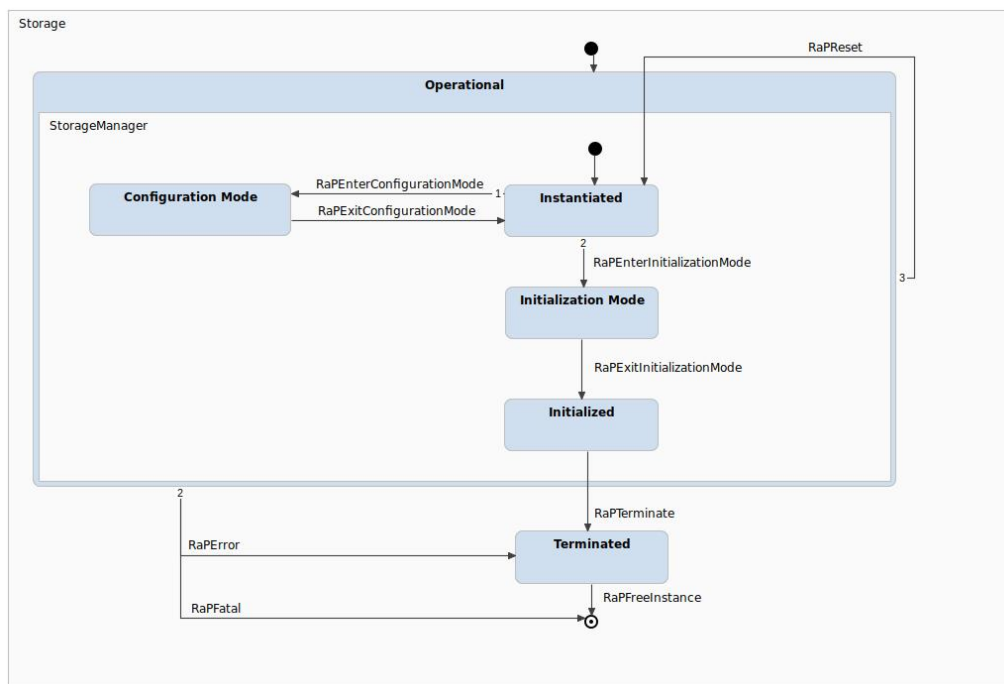 Storage
RaPReset
Operational
StorageManager
RaPEnterConfigurationMode
Configuration Mode
1
Instantiated
RaPExitConfigurationMode
2
RaPEnterInitializationMode
3
Initialization Mode
RaPExitInitializationMode
Initialized
2
RaPTerminate
RaPError
Terminated
RaPFreeInstance
RaPFatal